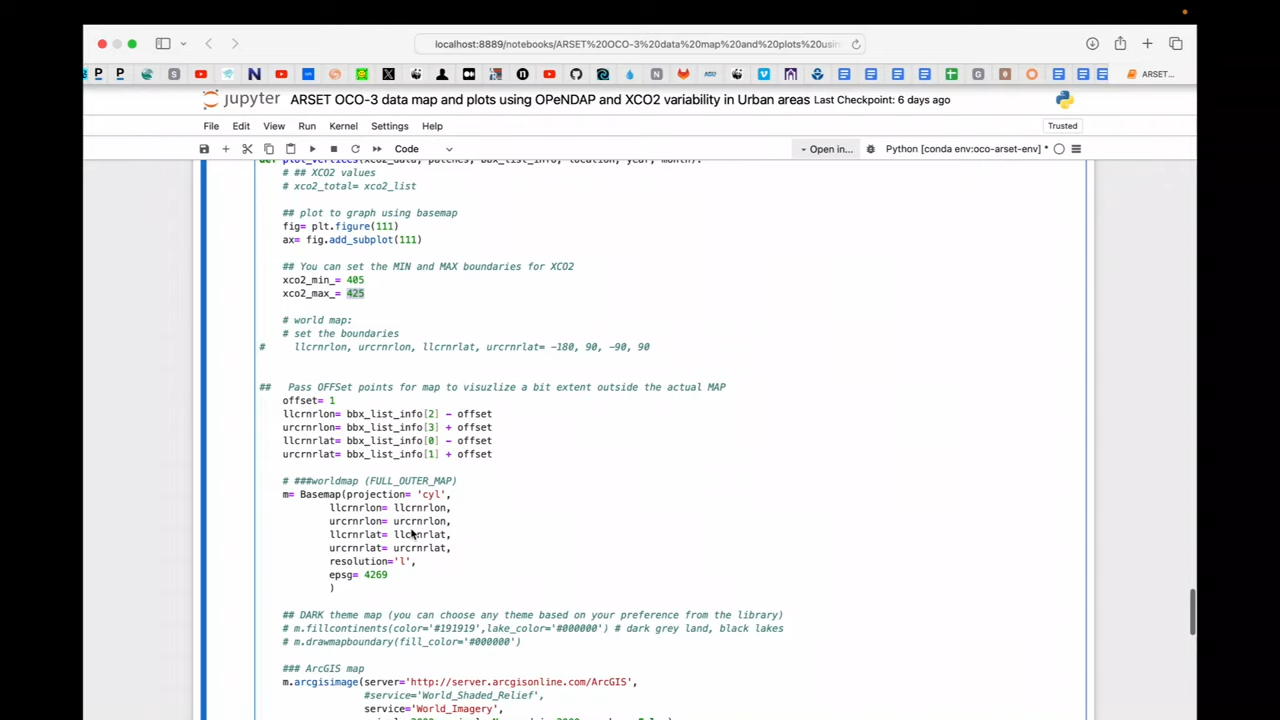 localhost:8889/notebooks/ARSET%20OCO-3%20data%20map%20and%20plots%20usin
ARSET...
jupyter ARSET OCO-3 data map and plots using OPeNDAP and XCO2 variability in Urban areas Last Checkpoint: 6 days ago
File Edit View Run Kernel Settings Help
Trusted
Code
Open in...
Python [conda env:oco-arset-env] *
def plot_vertices(xco2_data, patches, bbx_list_info, location, year, month):
# ## XCO2 values
# xco2_total= xco2_list
## plot to graph using basemap
fig= plt.figure(111)
ax= fig.add_subplot(111)
## You can set the MIN and MAX boundaries for XCO2
xco2_min_= 405
xco2_max_= 425
# world map:
# set the boundaries
# llcrnrlon, urcrnrlon, llcrnrlat, urcrnrlat= -180, 90, -90, 90
## Pass OFFSet points for map to visuzlize a bit extent outside the actual MAP
offset= 1
llcrnrlon= bbx_list_info[2] - offset
urcrnrlon= bbx_list_info[3] + offset
llcrnrlat= bbx_list_info[0] - offset
urcrnrlat= bbx_list_info[1] + offset
# ###worldmap (FULL_OUTER_MAP)
m= Basemap(projection= 'cyl',
llcrnrlon= llcrnrlon,
urcrnrlon= urcrnrlon,
llcrnrlat= llcrnrlat,
urcrnrlat= urcrnrlat,
resolution='l',
epsg= 4269
)
## DARK theme map (you can choose any theme based on your preference from the library)
# m.fillcontinents(color='#191919',lake_color='#000000') # dark grey land, black lakes
# m.drawmapboundary(fill_color='#000000')
### ArcGIS map
m.arcgisimage(server='http://server.arcgisonline.com/ArcGIS',
#service='World_Shaded_Relief',
service='World_Imagery',